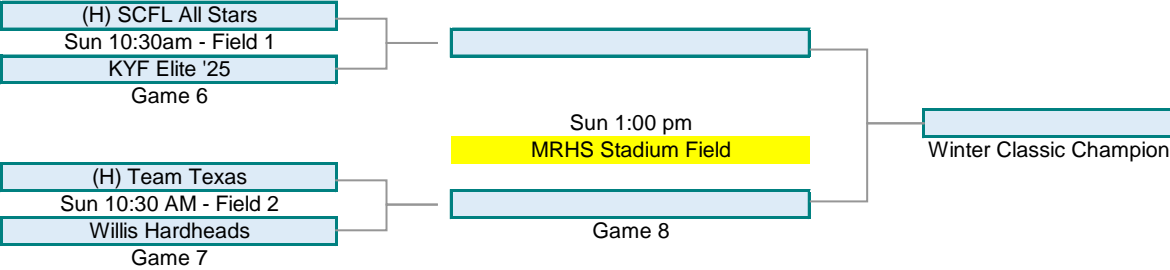 (H) SCFL All Stars
Sun 10:30am - Field 1
KYF Elite '25
Game 6
Sun 1:00 pm
MRHS Stadium Field
Winter Classic Champion
(H) Team Texas
Sun 10:30 AM - Field 2
Willis Hardheads
Game 8
Game 7